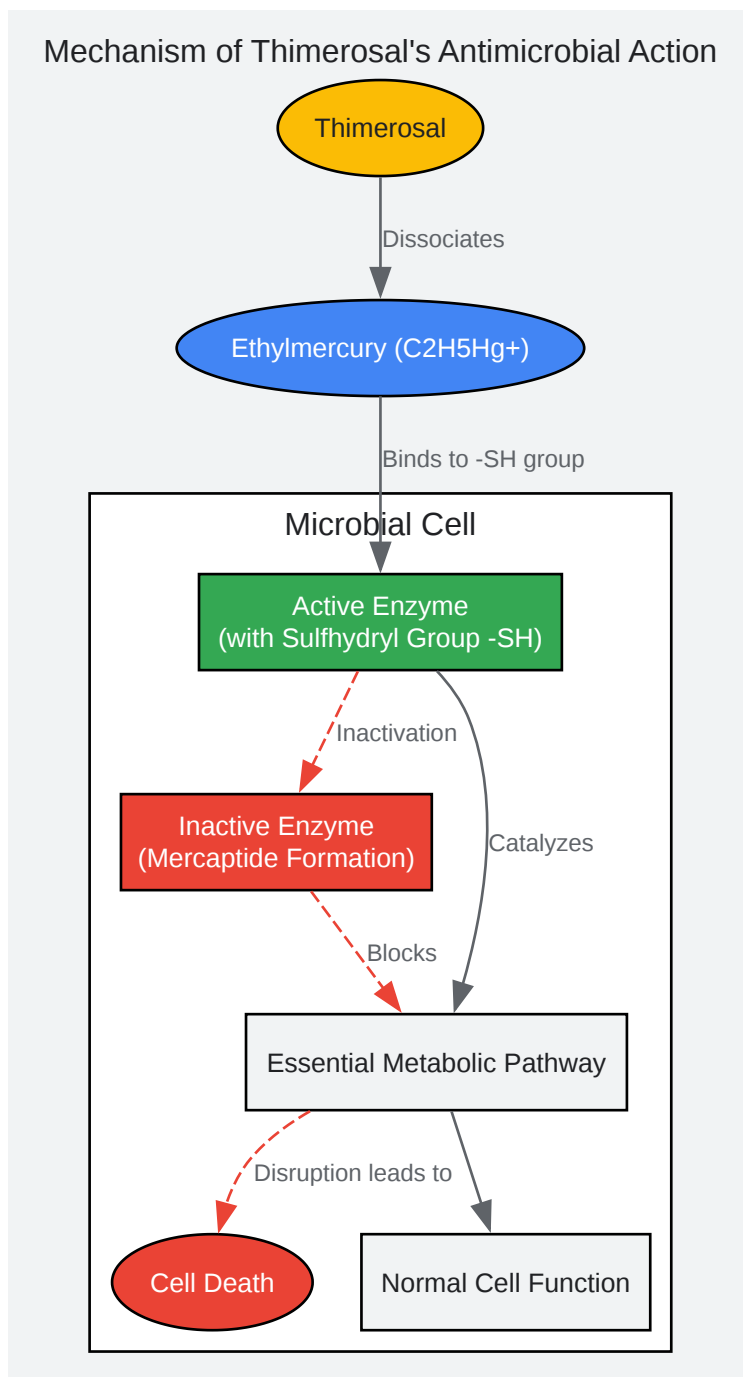 Mechanism of Thimerosal's Antimicrobial Action
Thimerosal
Dissociates
Ethylmercury (C2H5Hg+)
Binds to -SH group
Microbial Cell
Active Enzyme
(with Sulfhydryl Group -SH)
Inactivation
Inactive Enzyme
(Mercaptide Formation)
Catalyzes
Blocks
Essential Metabolic Pathway
Disruption leads to
Cell Death
Normal Cell Function